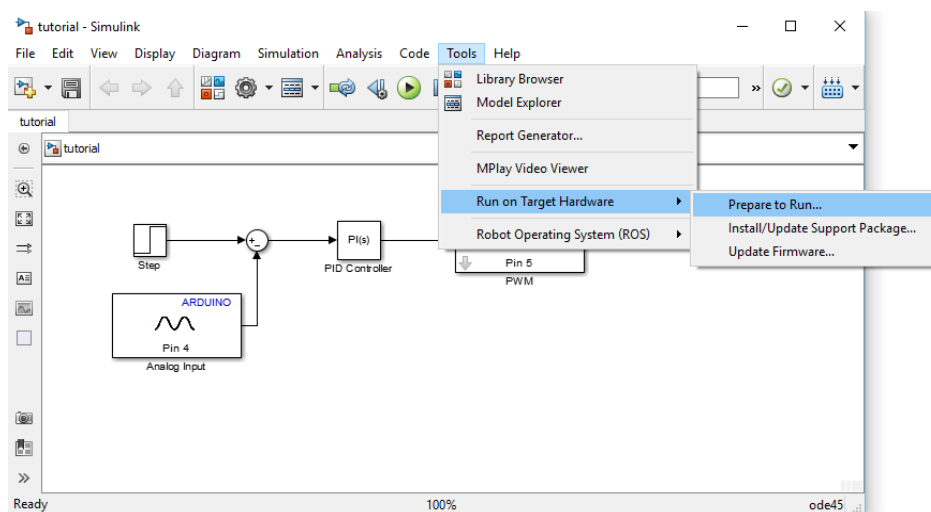 tutorial - Simulink
File Edit View Display Diagram Simulation Analysis Code Tools Help
Library Browser
Model Explorer
»
tutorial
Report Generator...
tutorial
MPlay Video Viewer
Run on Target Hardware
Prepare to Run...
Install/Update Support Package...
Robot Operating System (ROS)
Update Firmware...
+
-
PI(s)
Step
PID Controller
Pin 5
PWM
ARDUINO
Pin 4
Analog Input
»
Ready 100% ode45